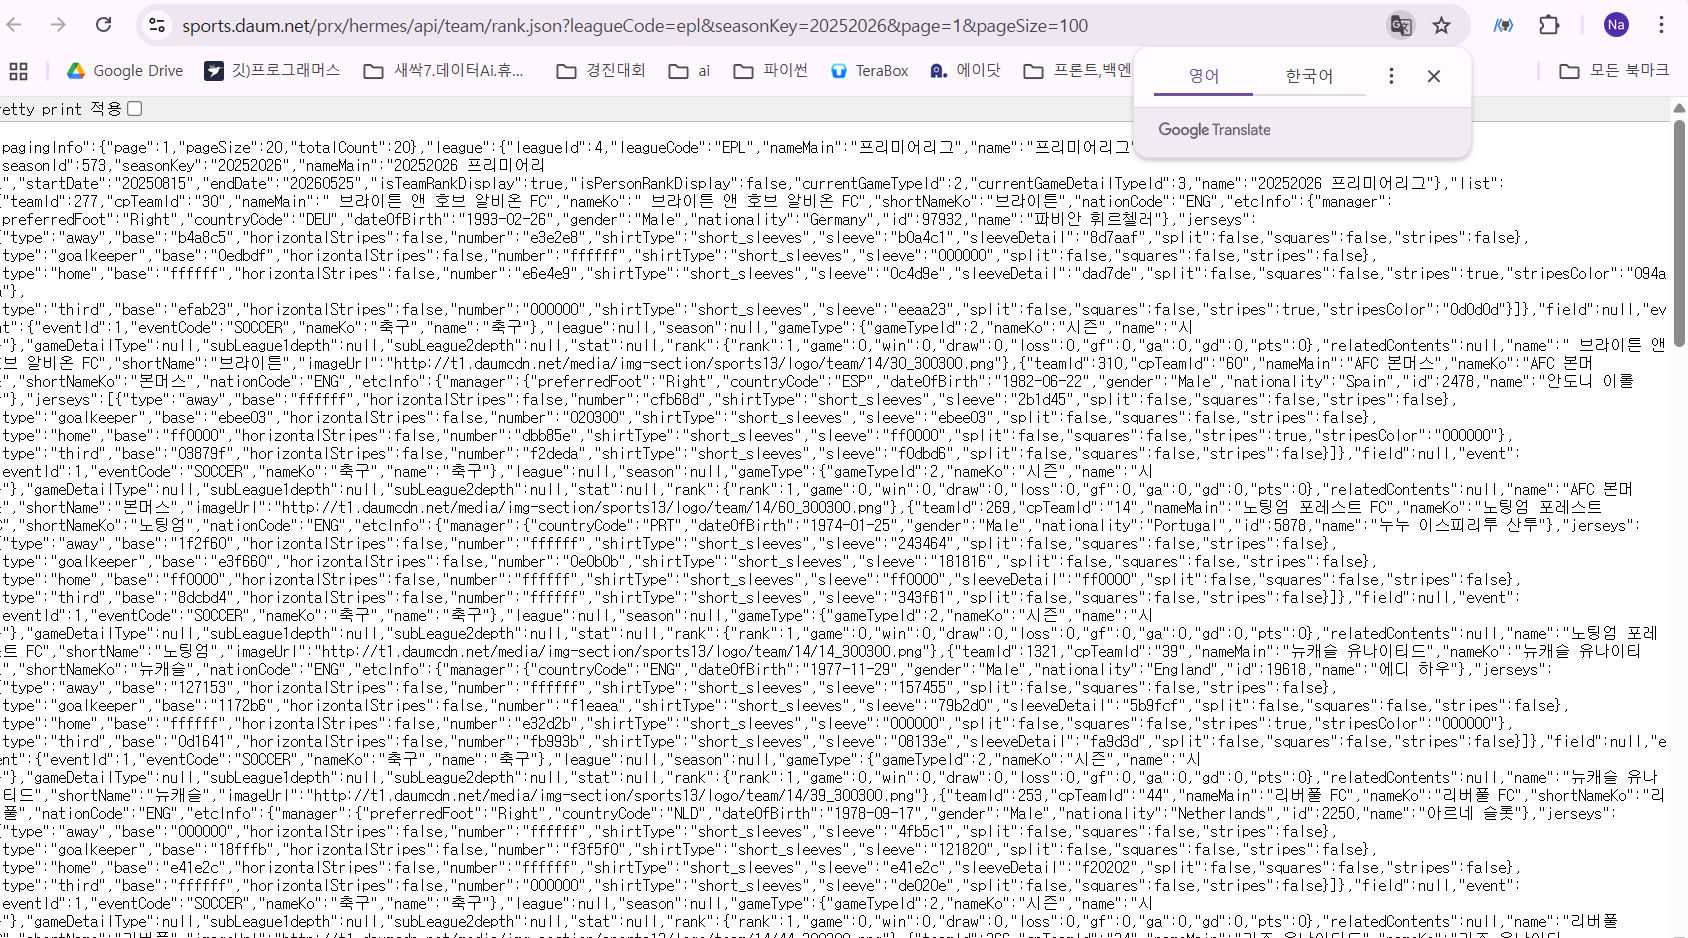 sports.daum.net/prx/hermes/api/team/rank.json?leagueCode=epl&seasonKey=20252026&page=1&pageSize=100
Na
Google Drive
깃)프로그래머스
새싹7.데이터Ai.휴...
경진대회
ai
파이썬
TeraBox
에이닷
프론트,백엔
모든 북마크
영어
한국어
Google Translate
etty print 적용
pagingInfo":{"page":1,"pageSize":20,"totalCount":20},"league":{"leagueId":4,"leagueCode":"EPL","nameMain":"프리미어리그","name":"프리미어리그"
seasonId":573,"seasonKey":"20252026","nameMain":"20252026 프리미어리
","startDate":"20250815","endDate":"20260525","isTeamRankDisplay":true,"isPersonRankDisplay":false,"currentGameTypeId":2,"currentGameDetailTypeId":3,"name":"20252026 프리미어리그"},"list":
{"teamId":277,"cpTeamId":"30","nameMain":" 브라이튼 앤 호브 알비온 FC","nameKo":" 브라이튼 앤 호브 알비온 FC","shortNameKo":"브라이튼","nationCode":"ENG","etcInfo":{"manager":
preferredFoot":"Right","countryCode":"DEU","dateOfBirth":"1993-02-26","gender":"Male","nationality":"Germany","id":97932,"name":"파비안 휘르첼러"},"jerseys":
{"type":"away","base":"b4a8c5","horizontalStripes":false,"number":"e3e2e8","shirtType":"short_sleeves","sleeve":"b0a4c1","sleeveDetail":"8d7aaf","split":false,"squares":false,"stripes":false},
type":"goalkeeper","base":"0edbdf","horizontalStripes":false,"number":"ffffff","shirtType":"short_sleeves","sleeve":"000000","split":false,"squares":false,"stripes":false},
type":"home","base":"ffffff","horizontalStripes":false,"number":"e6e4e9","shirtType":"short_sleeves","sleeve":"0c4d9e","sleeveDetail":"dad7de","split":false,"squares":false,"stripes":true,"stripesColor":"094a
"},
type":"third","base":"efab23","horizontalStripes":false,"number":"000000","shirtType":"short_sleeves","sleeve":"eeaa23","split":false,"squares":false,"stripes":true,"stripesColor":"0d0d0d"}]},"field":null,"ev
nt":{"eventId":1,"eventCode":"SOCCER","nameKo":"축구","name":"축구"},"league":null,"season":null,"gameType":{"gameTypeId":2,"nameKo":"시즌","name":"시
"},"gameDetailType":null,"subLeague1depth":null,"subLeague2depth":null,"stat":null,"rank":{"rank":1,"game":0,"win":0,"draw":0,"loss":0,"gf":0,"ga":0,"gd":0,"pts":0},"relatedContents":null,"name":" 브라이튼 앤
호브 알비온 FC","shortName":"브라이튼","imageUrl":"http://t1.daumcdn.net/media/img-section/sports13/logo/team/14/30_300300.png"},{"teamId":310,"cpTeamId":"60","nameMain":"AFC 본머스","nameKo":"AFC 본머
","shortNameKo":"본머스","nationCode":"ENG","etcInfo":{"manager":{"preferredFoot":"Right","countryCode":"ESP","dateOfBirth":"1982-06-22","gender":"Male","nationality":"Spain","id":2478,"name":"안도니 이롤
"},"jerseys":[{"type":"away","base":"ffffff","horizontalStripes":false,"number":"cfb68d","shirtType":"short_sleeves","sleeve":"2b1d45","split":false,"squares":false,"stripes":false},
type":"goalkeeper","base":"ebee03","horizontalStripes":false,"number":"020300","shirtType":"short_sleeves","sleeve":"ebee03","split":false,"squares":false,"stripes":false},
type":"home","base":"ff0000","horizontalStripes":false,"number":"dbb85e","shirtType":"short_sleeves","sleeve":"ff0000","split":false,"squares":false,"stripes":true,"stripesColor":"000000"},
type":"third","base":"03879f","horizontalStripes":false,"number":"f2deda","shirtType":"short_sleeves","sleeve":"f0dbd6","split":false,"squares":false,"stripes":false}]},"field":null,"event":
eventId":1,"eventCode":"SOCCER","nameKo":"축구","name":"축구"},"league":null,"season":null,"gameType":{"gameTypeId":2,"nameKo":"시즌","name":"시
"},"gameDetailType":null,"subLeague1depth":null,"subLeague2depth":null,"stat":null,"rank":{"rank":1,"game":0,"win":0,"draw":0,"loss":0,"gf":0,"ga":0,"gd":0,"pts":0},"relatedContents":null,"name":"AFC 본머
","shortName":"본머스","imageUrl":"http://t1.daumcdn.net/media/img-section/sports13/logo/team/14/60_300300.png"},{"teamId":269,"cpTeamId":"14","nameMain":"노팅엄 포레스트 FC","nameKo":"노팅엄 포레스트
","shortNameKo":"노팅엄","nationCode":"ENG","etcInfo":{"manager":{"countryCode":"PRT","dateOfBirth":"1974-01-25","gender":"Male","nationality":"Portugal","id":5878,"name":"누누 이스피리투 산투"},"jerseys":
{"type":"away","base":"1f2f60","horizontalStripes":false,"number":"ffffff","shirtType":"short_sleeves","sleeve":"243464","split":false,"squares":false,"stripes":false},
type":"goalkeeper","base":"e3f660","horizontalStripes":false,"number":"0e0b0b","shirtType":"short_sleeves","sleeve":"181816","split":false,"squares":false,"stripes":false},
type":"home","base":"ff0000","horizontalStripes":false,"number":"ffffff","shirtType":"short_sleeves","sleeve":"ff0000","sleeveDetail":"ff0000","split":false,"squares":false,"stripes":false},
type":"third","base":"8dcbd4","horizontalStripes":false,"number":"ffffff","shirtType":"short_sleeves","sleeve":"343f61","split":false,"squares":false,"stripes":false}]},"field":null,"event":
eventId":1,"eventCode":"SOCCER","nameKo":"축구","name":"축구"},"league":null,"season":null,"gameType":{"gameTypeId":2,"nameKo":"시즌","name":"시
"},"gameDetailType":null,"subLeague1depth":null,"subLeague2depth":null,"stat":null,"rank":{"rank":1,"game":0,"win":0,"draw":0,"loss":0,"gf":0,"ga":0,"gd":0,"pts":0},"relatedContents":null,"name":"노팅엄 포레
스트 FC","shortName":"노팅엄","imageUrl":"http://t1.daumcdn.net/media/img-section/sports13/logo/team/14/14_300300.png"},{"teamId":1321,"cpTeamId":"39","nameMain":"뉴캐슬 유나이티드","nameKo":"뉴캐슬 유나이티
","shortNameKo":"뉴캐슬","nationCode":"ENG","etcInfo":{"manager":{"countryCode":"ENG","dateOfBirth":"1977-11-29","gender":"Male","nationality":"England","id":19618,"name":"에디 하우"},"jerseys":
{"type":"away","base":"127153","horizontalStripes":false,"number":"ffffff","shirtType":"short_sleeves","sleeve":"157455","split":false,"squares":false,"stripes":false},
type":"goalkeeper","base":"1172b6","horizontalStripes":false,"number":"f1eaea","shirtType":"short_sleeves","sleeve":"79b2d0","sleeveDetail":"5b9fcf","split":false,"squares":false,"stripes":false},
type":"home","base":"ffffff","horizontalStripes":false,"number":"e32d2b","shirtType":"short_sleeves","sleeve":"000000","split":false,"squares":false,"stripes":true,"stripesColor":"000000"},
type":"third","base":"0d1641","horizontalStripes":false,"number":"fb993b","shirtType":"short_sleeves","sleeve":"08133e","sleeveDetail":"fa9d3d","split":false,"squares":false,"stripes":false}]},"field":null,"e
ent":{"eventId":1,"eventCode":"SOCCER","nameKo":"축구","name":"축구"},"league":null,"season":null,"gameType":{"gameTypeId":2,"nameKo":"시즌","name":"시
"},"gameDetailType":null,"subLeague1depth":null,"subLeague2depth":null,"stat":null,"rank":{"rank":1,"game":0,"win":0,"draw":0,"loss":0,"gf":0,"ga":0,"gd":0,"pts":0},"relatedContents":null,"name":"뉴캐슬 유나
티드","shortName":"뉴캐슬","imageUrl":"http://t1.daumcdn.net/media/img-section/sports13/logo/team/14/39_300300.png"},{"teamId":253,"cpTeamId":"44","nameMain":"리버풀 FC","nameKo":"리버풀 FC","shortNameKo":"리
풀","nationCode":"ENG","etcInfo":{"manager":{"preferredFoot":"Right","countryCode":"NLD","dateOfBirth":"1978-09-17","gender":"Male","nationality":"Netherlands","id":2250,"name":"아르네 슬롯"},"jerseys":
{"type":"away","base":"000000","horizontalStripes":false,"number":"ffffff","shirtType":"short_sleeves","sleeve":"4fb5c1","split":false,"squares":false,"stripes":false},
type":"goalkeeper","base":"18fffb","horizontalStripes":false,"number":"f3f5f0","shirtType":"short_sleeves","sleeve":"121820","split":false,"squares":false,"stripes":false},
type":"home","base":"e41e2c","horizontalStripes":false,"number":"ffffff","shirtType":"short_sleeves","sleeve":"e41e2c","sleeveDetail":"f20202","split":false,"squares":false,"stripes":false},
type":"third","base":"ffffff","horizontalStripes":false,"number":"000000","shirtType":"short_sleeves","sleeve":"de020e","split":false,"squares":false,"stripes":false}]},"field":null,"event":
eventId":1,"eventCode":"SOCCER","nameKo":"축구","name":"축구"},"league":null,"season":null,"gameType":{"gameTypeId":2,"nameKo":"시즌","name":"시
"},"gameDetailType":null,"subLeague1depth":null,"subLeague2depth":null,"stat":null,"rank":{"rank":1,"game":0,"win":0,"draw":0,"loss":0,"gf":0,"ga":0,"gd":0,"pts":0},"relatedContents":null,"name":"리버풀